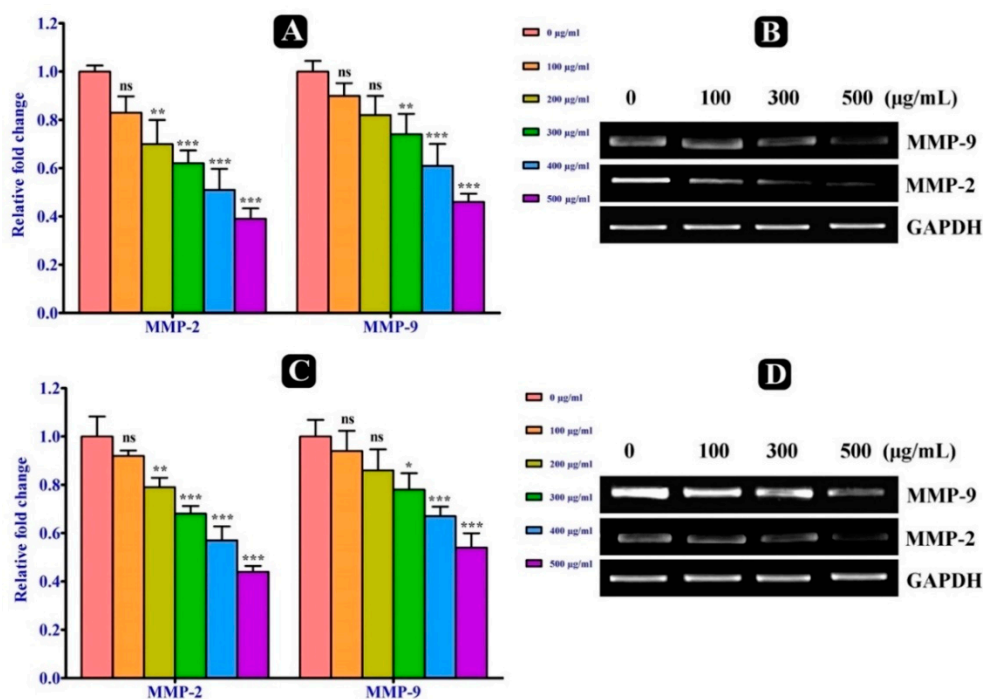 A
Relative fold change
1.2
1.0
0.8
0.6
0.4
0.2
0.0
ns
**
***
***
***
ns
ns
**
***
***
MMP-2
MMP-9
0 µg/ml
100 µg/ml
200 µg/ml
300 µg/ml
400 µg/ml
500 µg/ml
B
0 100 300 500 (µg/mL)
MMP-9
MMP-2
GAPDH
C
Relative fold change
1.2
1.0
0.8
0.6
0.4
0.2
0.0
ns
**
***
***
***
ns
ns
*
***
***
MMP-2
MMP-9
0 µg/ml
100 µg/ml
200 µg/ml
300 µg/ml
400 µg/ml
500 µg/ml
D
0 100 300 500 (µg/mL)
MMP-9
MMP-2
GAPDH